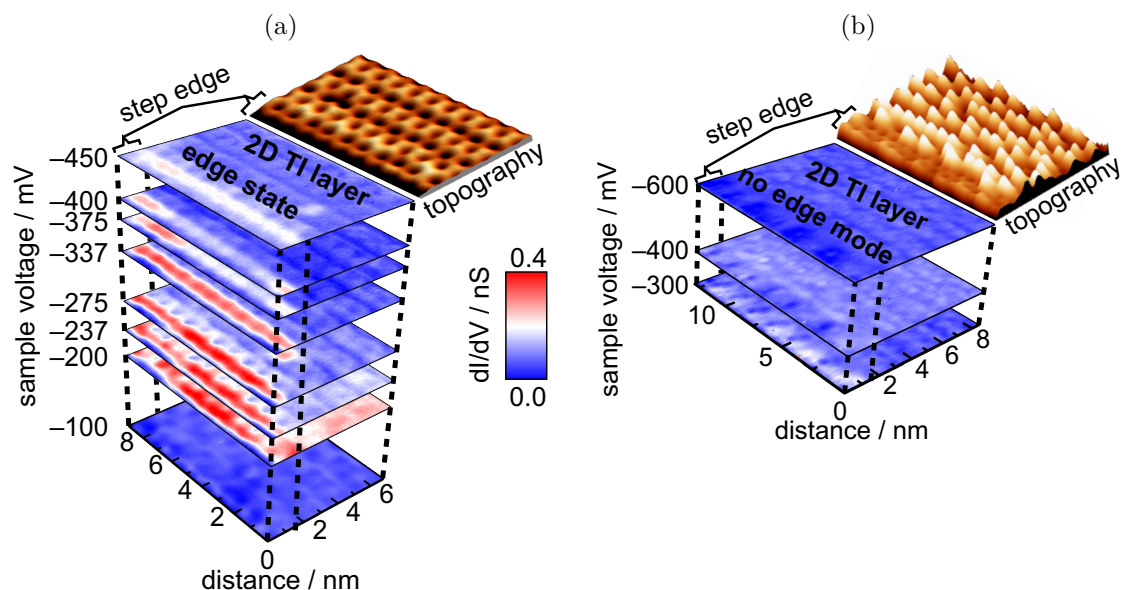 (a)
step edge
2D TI layer
edge state
topography
sample voltage / mV
–450
–400
–375
–337
–275
–237
–200
–100
8
6
4
2
0
2
4
6
distance / nm
0.4
dI/dV / nS
0.0
(b)
step edge
2D TI layer
no edge mode
topography
sample voltage / mV
–600
–400
–300
10
5
0
2
4
6
8
distance / nm